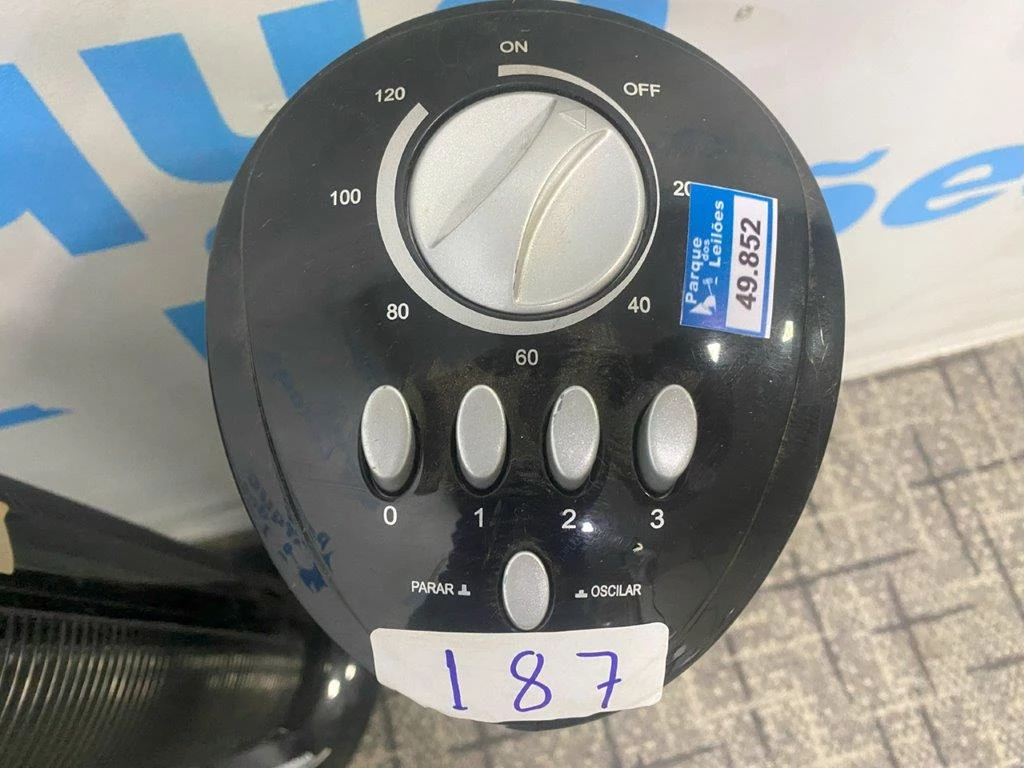 ON
OFF
120
20
100
Parque
dos
Leilões
49.852
80
40
60
0 1 2 3
PARAR
OSCILAR
187